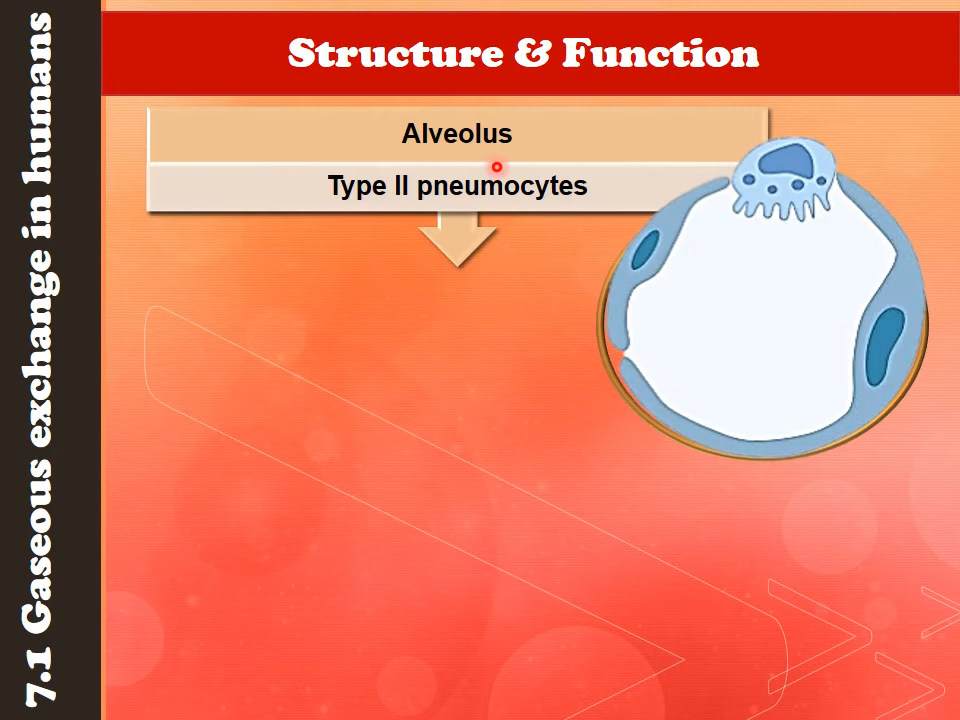 7.1 Gaseous exchange in humans
Structure & Function
Alveolus
Type II pneumocytes